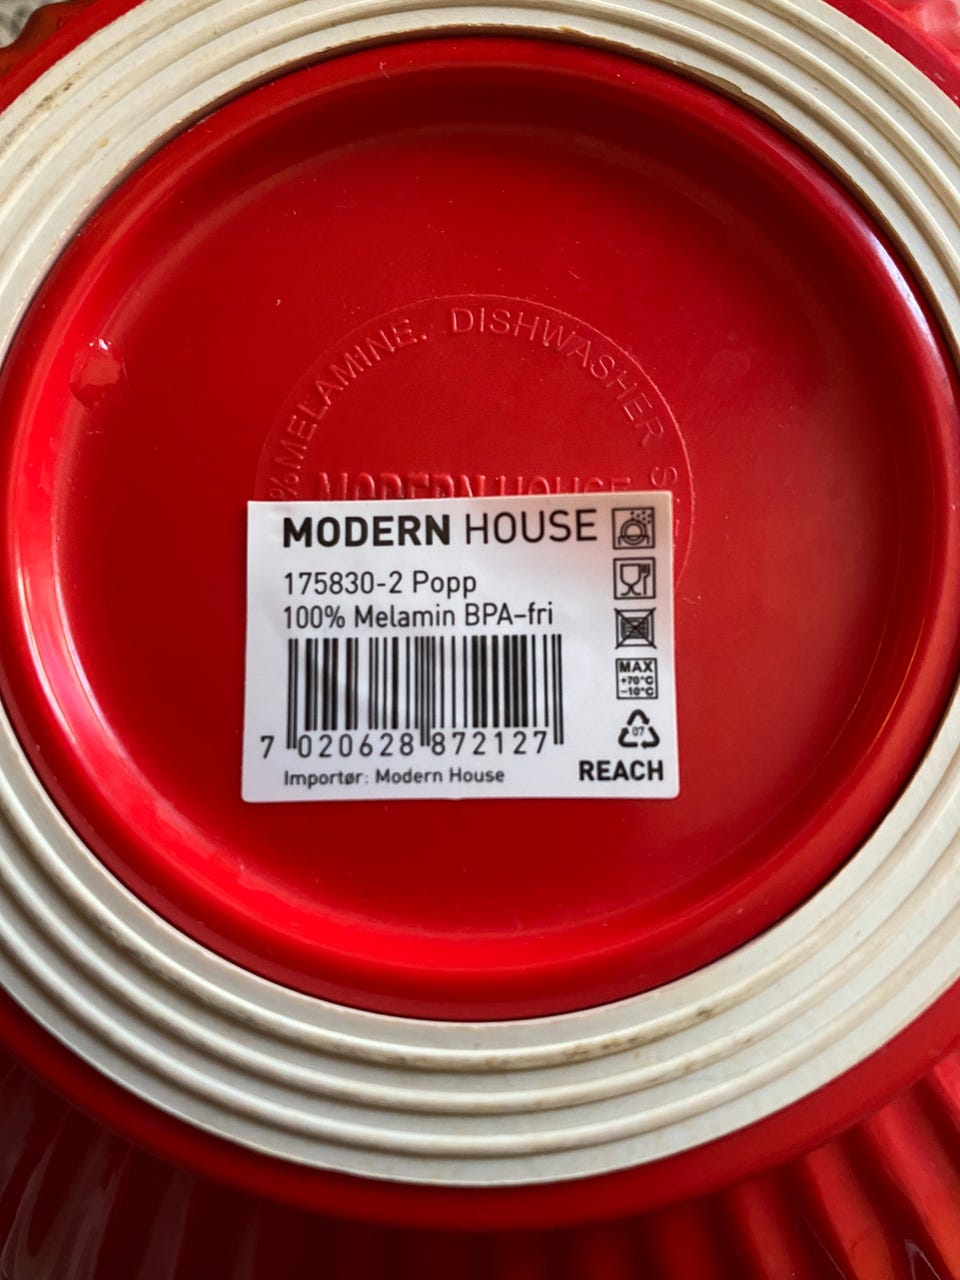 % MELAMINE. DISHWASHER S
MODERN HOUSE
MODERN HOUSE
175830-2 Popp
100% Melamin BPA-fri
7 020628 872127
Importør: Modern House
MAX
+70°C
-10°C
07
REACH